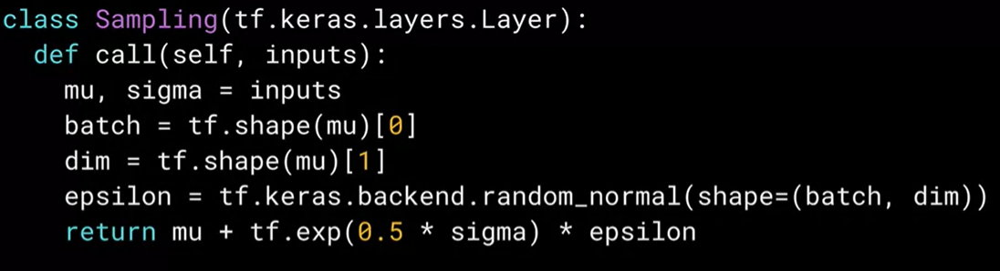 class Sampling(tf.keras.layers.Layer):
  def call(self, inputs):
    mu, sigma = inputs
    batch = tf.shape(mu)[0]
    dim = tf.shape(mu)[1]
    epsilon = tf.keras.backend.random_normal(shape=(batch, dim))
    return mu + tf.exp(0.5 * sigma) * epsilon